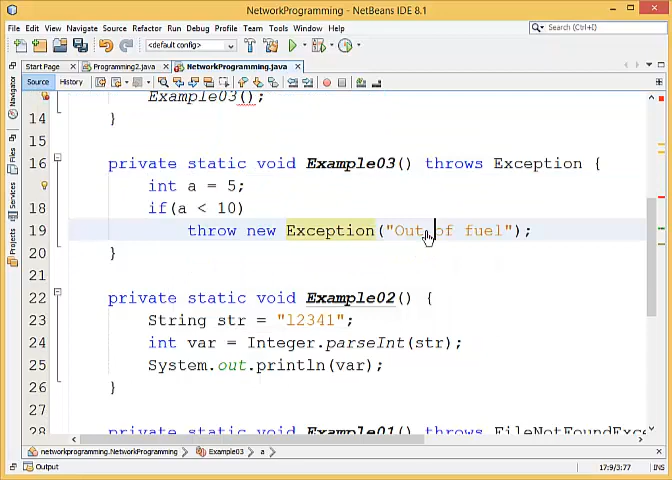 NetworkProgramming - NetBeans IDE 8.1
File Edit View Navigate Source Refactor Run Debug Profile Team Tools Window Help
Search (Ctrl+I)
<default config>
Start Page Programming2.java NetworkProgramming.java
Source History
Example03();
14 }
15
16 private static void Example03() throws Exception {
int a = 5;
18 if(a < 10)
19 throw new Exception("Out of fuel");
20 }
21
22 private static void Example02() {
23 String str = "12341";
24 int var = Integer.parseInt(str);
25 System.out.println(var);
26 }
27
28 private static void Example01() throws FileNotFoundExce
Navigator
Files
Services
Projects
networkprogramming.NetworkProgramming Example03 a
Output
17:9/3:77 INS